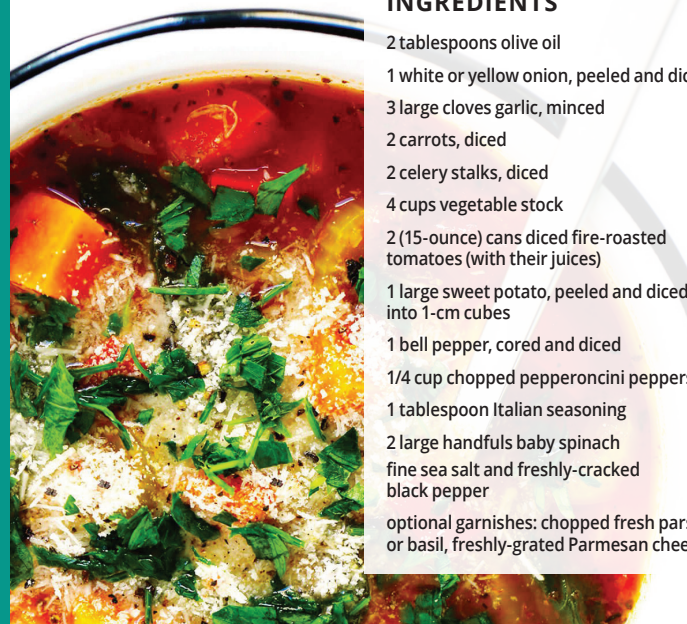 INGREDIENTS
2 tablespoons olive oil
1 white or yellow onion, peeled and
3 large cloves garlic, minced
2 carrots, diced
2 celery stalks, diced
4 cups vegetable stock
2 (15-ounce) cans diced fire-roasted
tomatoes (with their juices)
1 large sweet potato, peeled and diced
into 1-cm cubes
1 bell pepper, cored and diced
1/4 cup chopped pepperoncini peppers
1 tablespoon Italian seasoning
2 large handfuls baby spinach
fine sea salt and freshly-cracked
black pepper
optional garnishes: chopped fresh
or basil, freshly-grated Parmesan